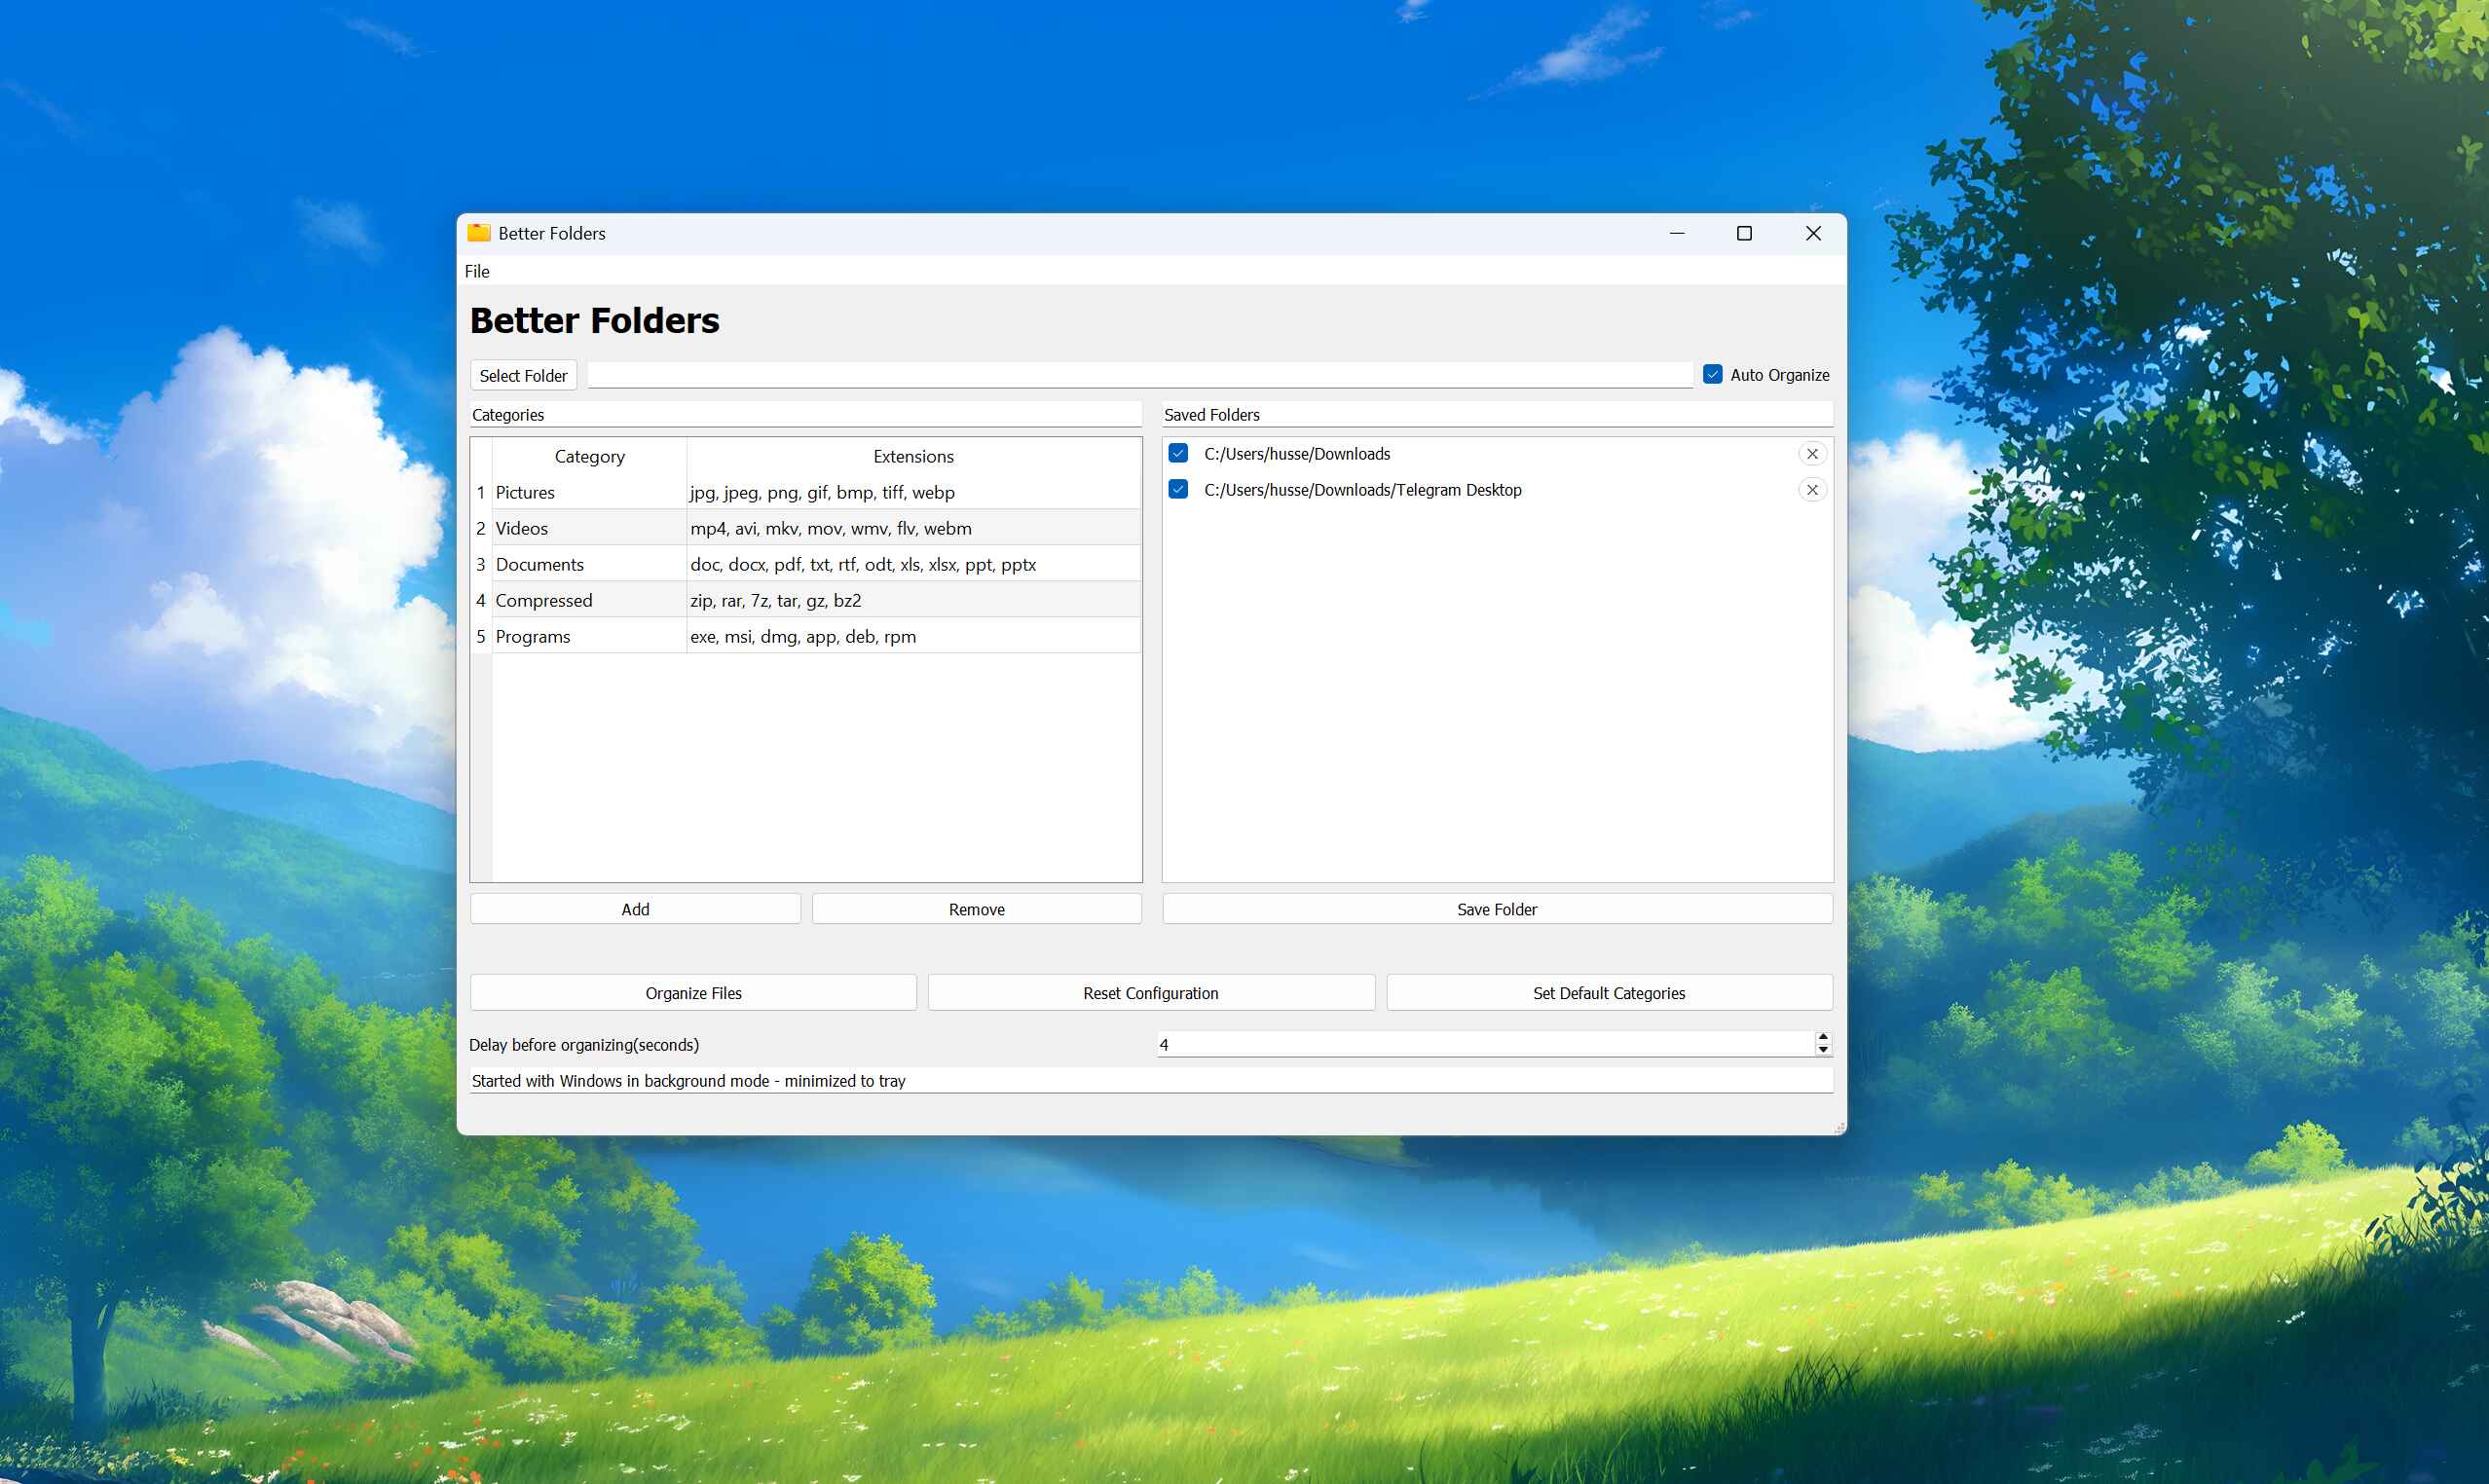 Better Folders
File
Better Folders
Select Folder
Auto Organize
Categories
Saved Folders
Category Extensions
1 Pictures jpg, jpeg, png, gif, bmp, tiff, webp
2 Videos mp4, avi, mkv, mov, wmv, flv, webm
3 Documents doc, docx, pdf, txt, rtf, odt, xls, xlsx, ppt, pptx
4 Compressed zip, rar, 7z, tar, gz, bz2
5 Programs exe, msi, dmg, app, deb, rpm
C:/Users/husse/Downloads
C:/Users/husse/Downloads/Telegram Desktop
Add
Remove
Save Folder
Organize Files
Reset Configuration
Set Default Categories
Delay before organizing(seconds)
4
Started with Windows in background mode - minimized to tray